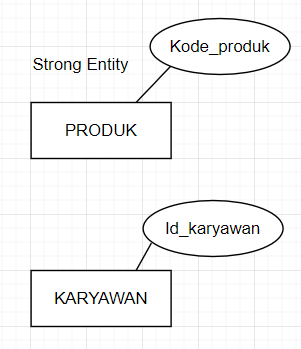 Kode_produk
Strong Entity
PRODUK
Id_karyawan
KARYAWAN